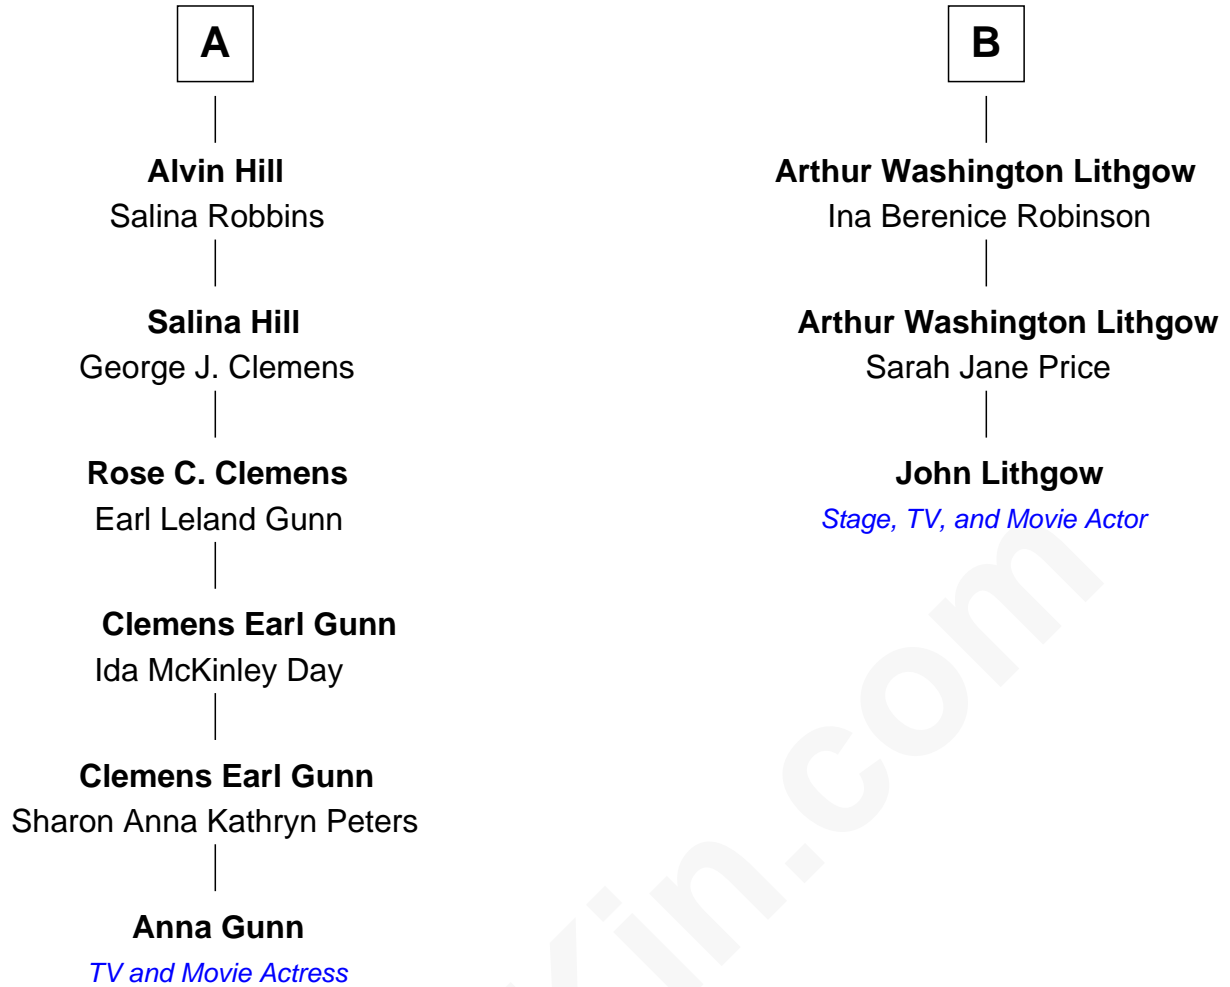 A
Alvin Hill
Salina Robbins
Salina Hill
George J. Clemens
Rose C. Clemens
Earl Leland Gunn
Clemens Earl Gunn
Ida McKinley Day
Clemens Earl Gunn
Sharon Anna Kathryn Peters
Anna Gunn
TV and Movie Actress
B
Arthur Washington Lithgow
Ina Berenice Robinson
Arthur Washington Lithgow
Sarah Jane Price
John Lithgow
Stage, TV, and Movie Actor